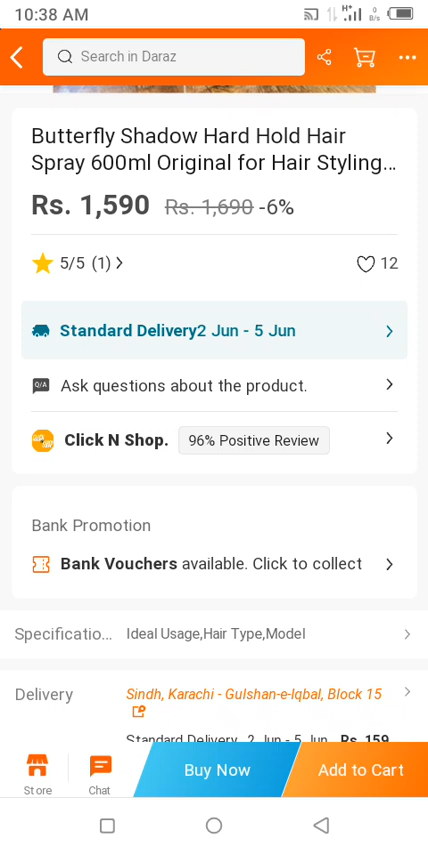 10:38 AM
H+
0
B/s
Search in Daraz
Butterfly Shadow Hard Hold Hair
Spray 600ml Original for Hair Styling...
Rs. 1,590 Rs. 1,690 -6%
5/5 (1)
12
Standard Delivery2 Jun - 5 Jun
Q/A
Ask questions about the product.
Click N Shop. 96% Positive Review
Bank Promotion
Bank Vouchers available. Click to collect
Specificatio... Ideal Usage,Hair Type,Model
Delivery Sindh, Karachi - Gulshan-e-Iqbal, Block 15
Standard Delivery, 2 Jun - 5 Jun Rs. 159
Store
Chat
Buy Now
Add to Cart